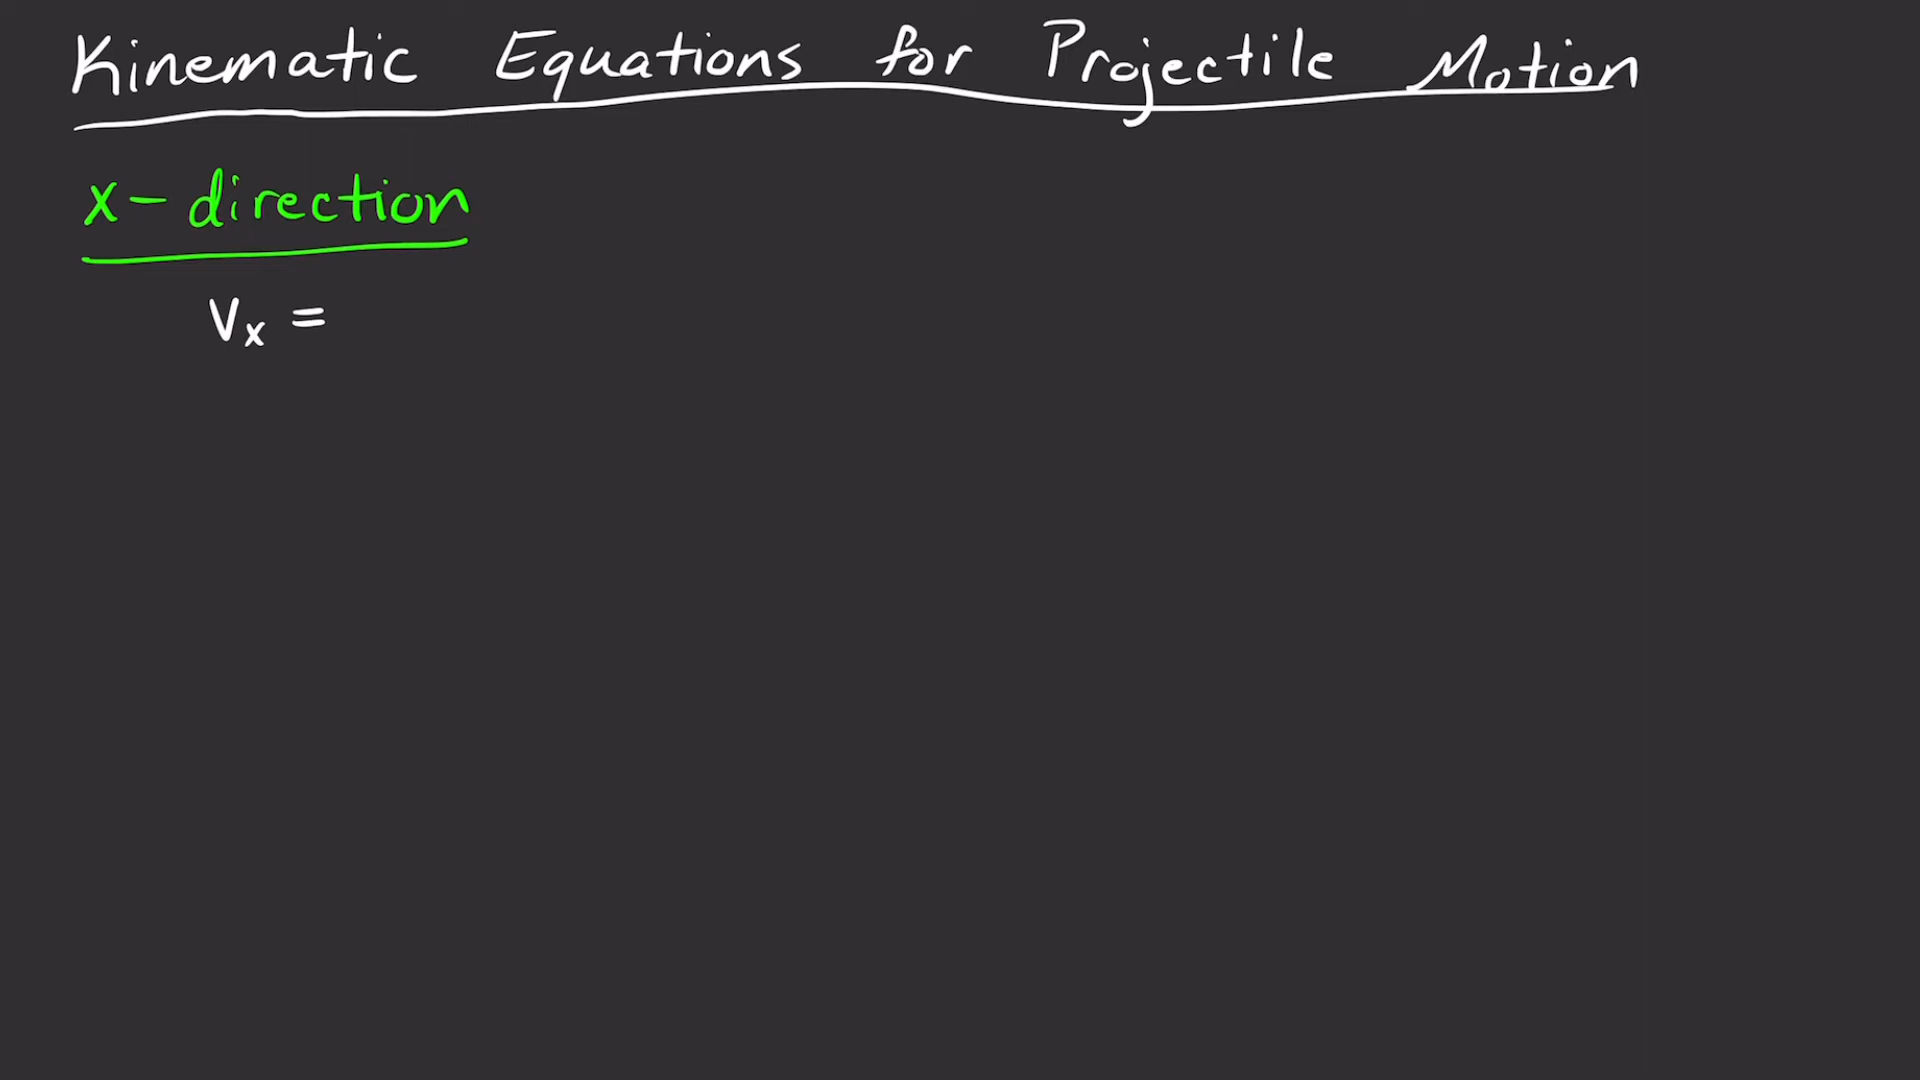 Kinematic Equations for Projectile Motion
x - direction
Vₓ =